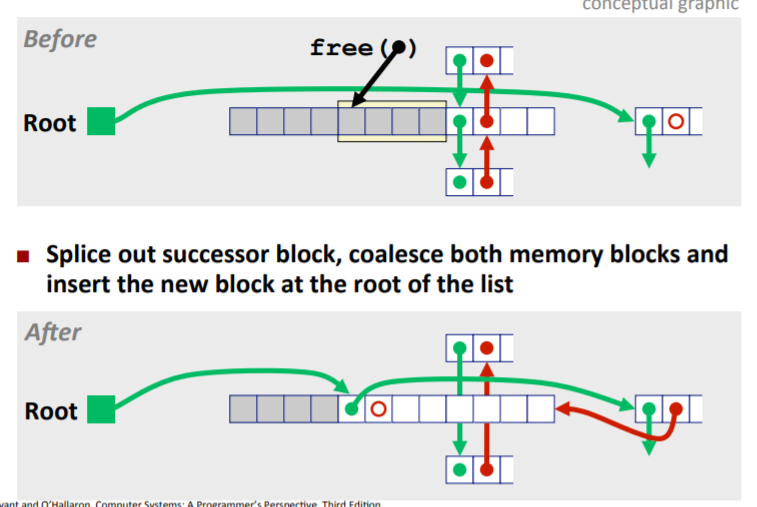 conceptual graphic
Before
free( )
Root
Splice out successor block, coalesce both memory blocks and
insert the new block at the root of the list
After
Root
and O'Hallaron, Computer Systems: A Programmer's Perspective, Third Edition